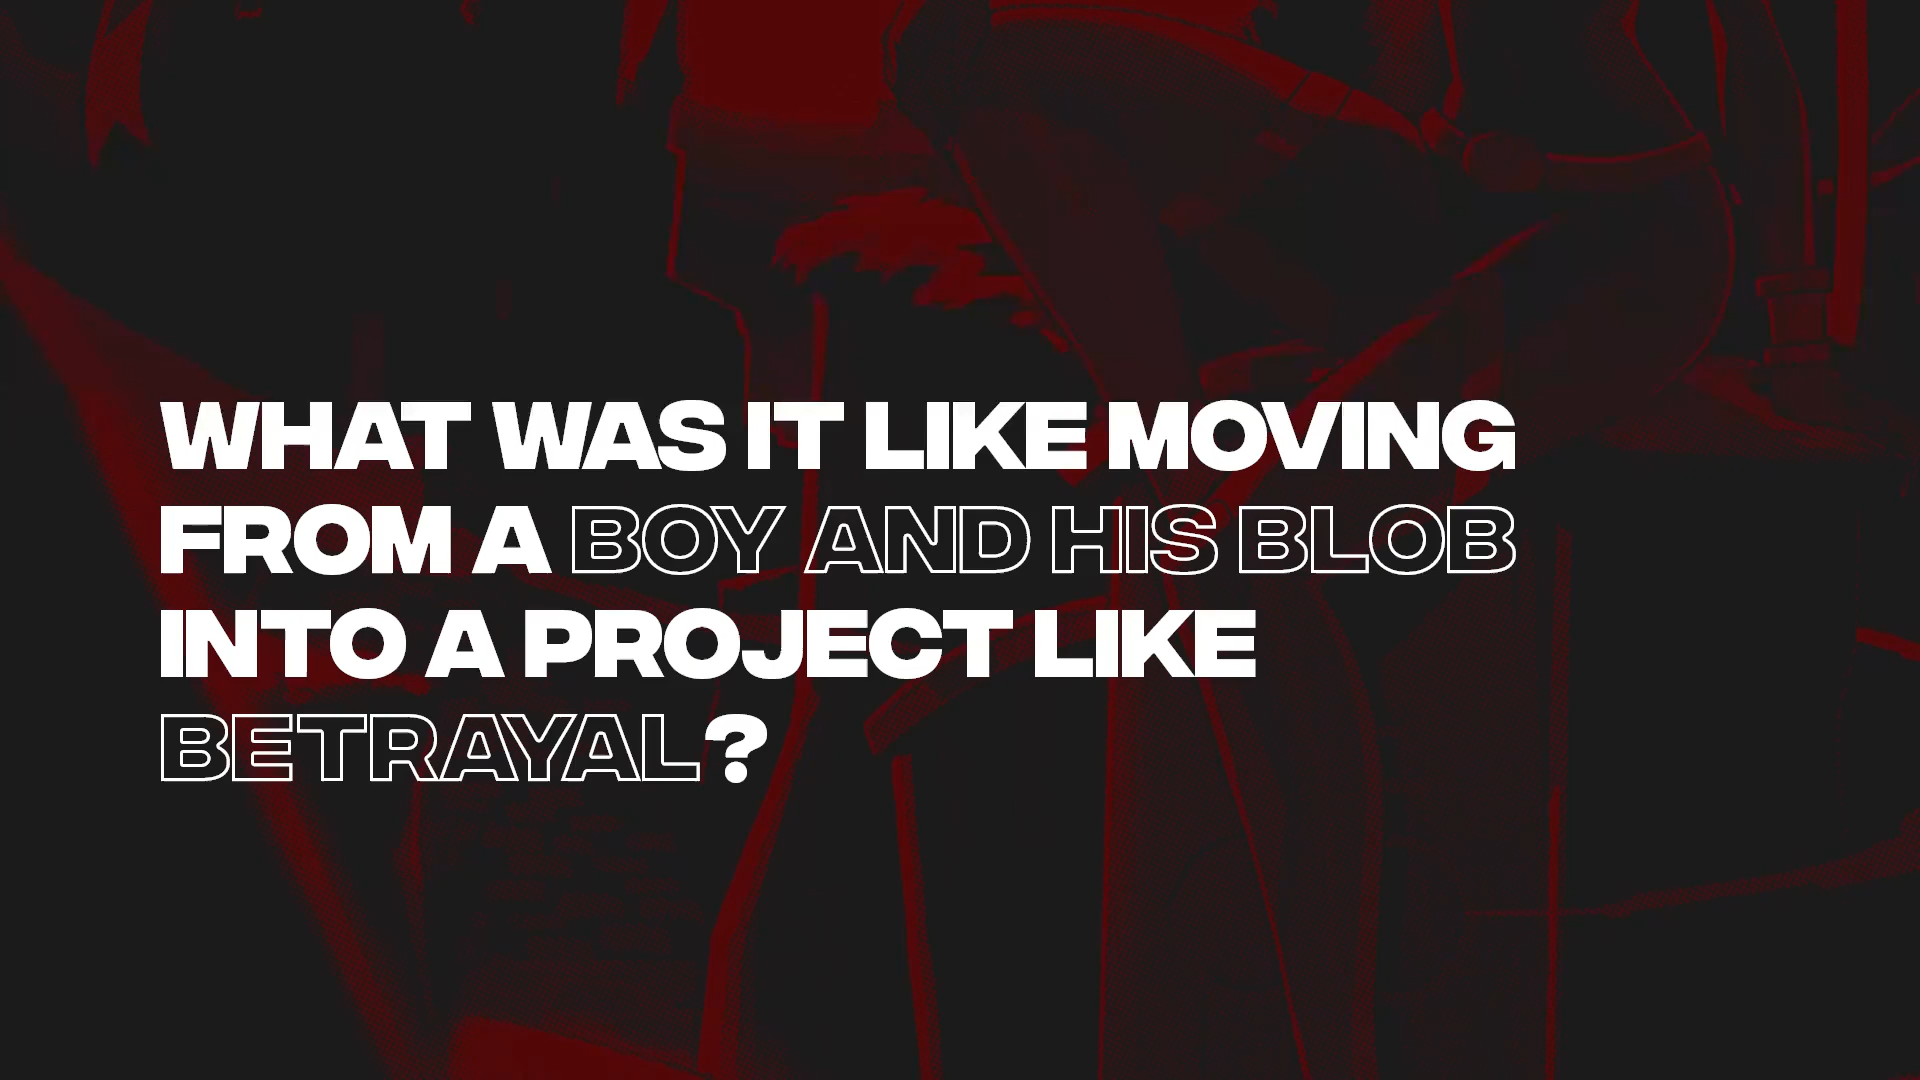 WHAT WAS IT LIKE MOVING
FROM A BOY AND HIS BLOB
INTO A PROJECT LIKE
BETRAYAL?